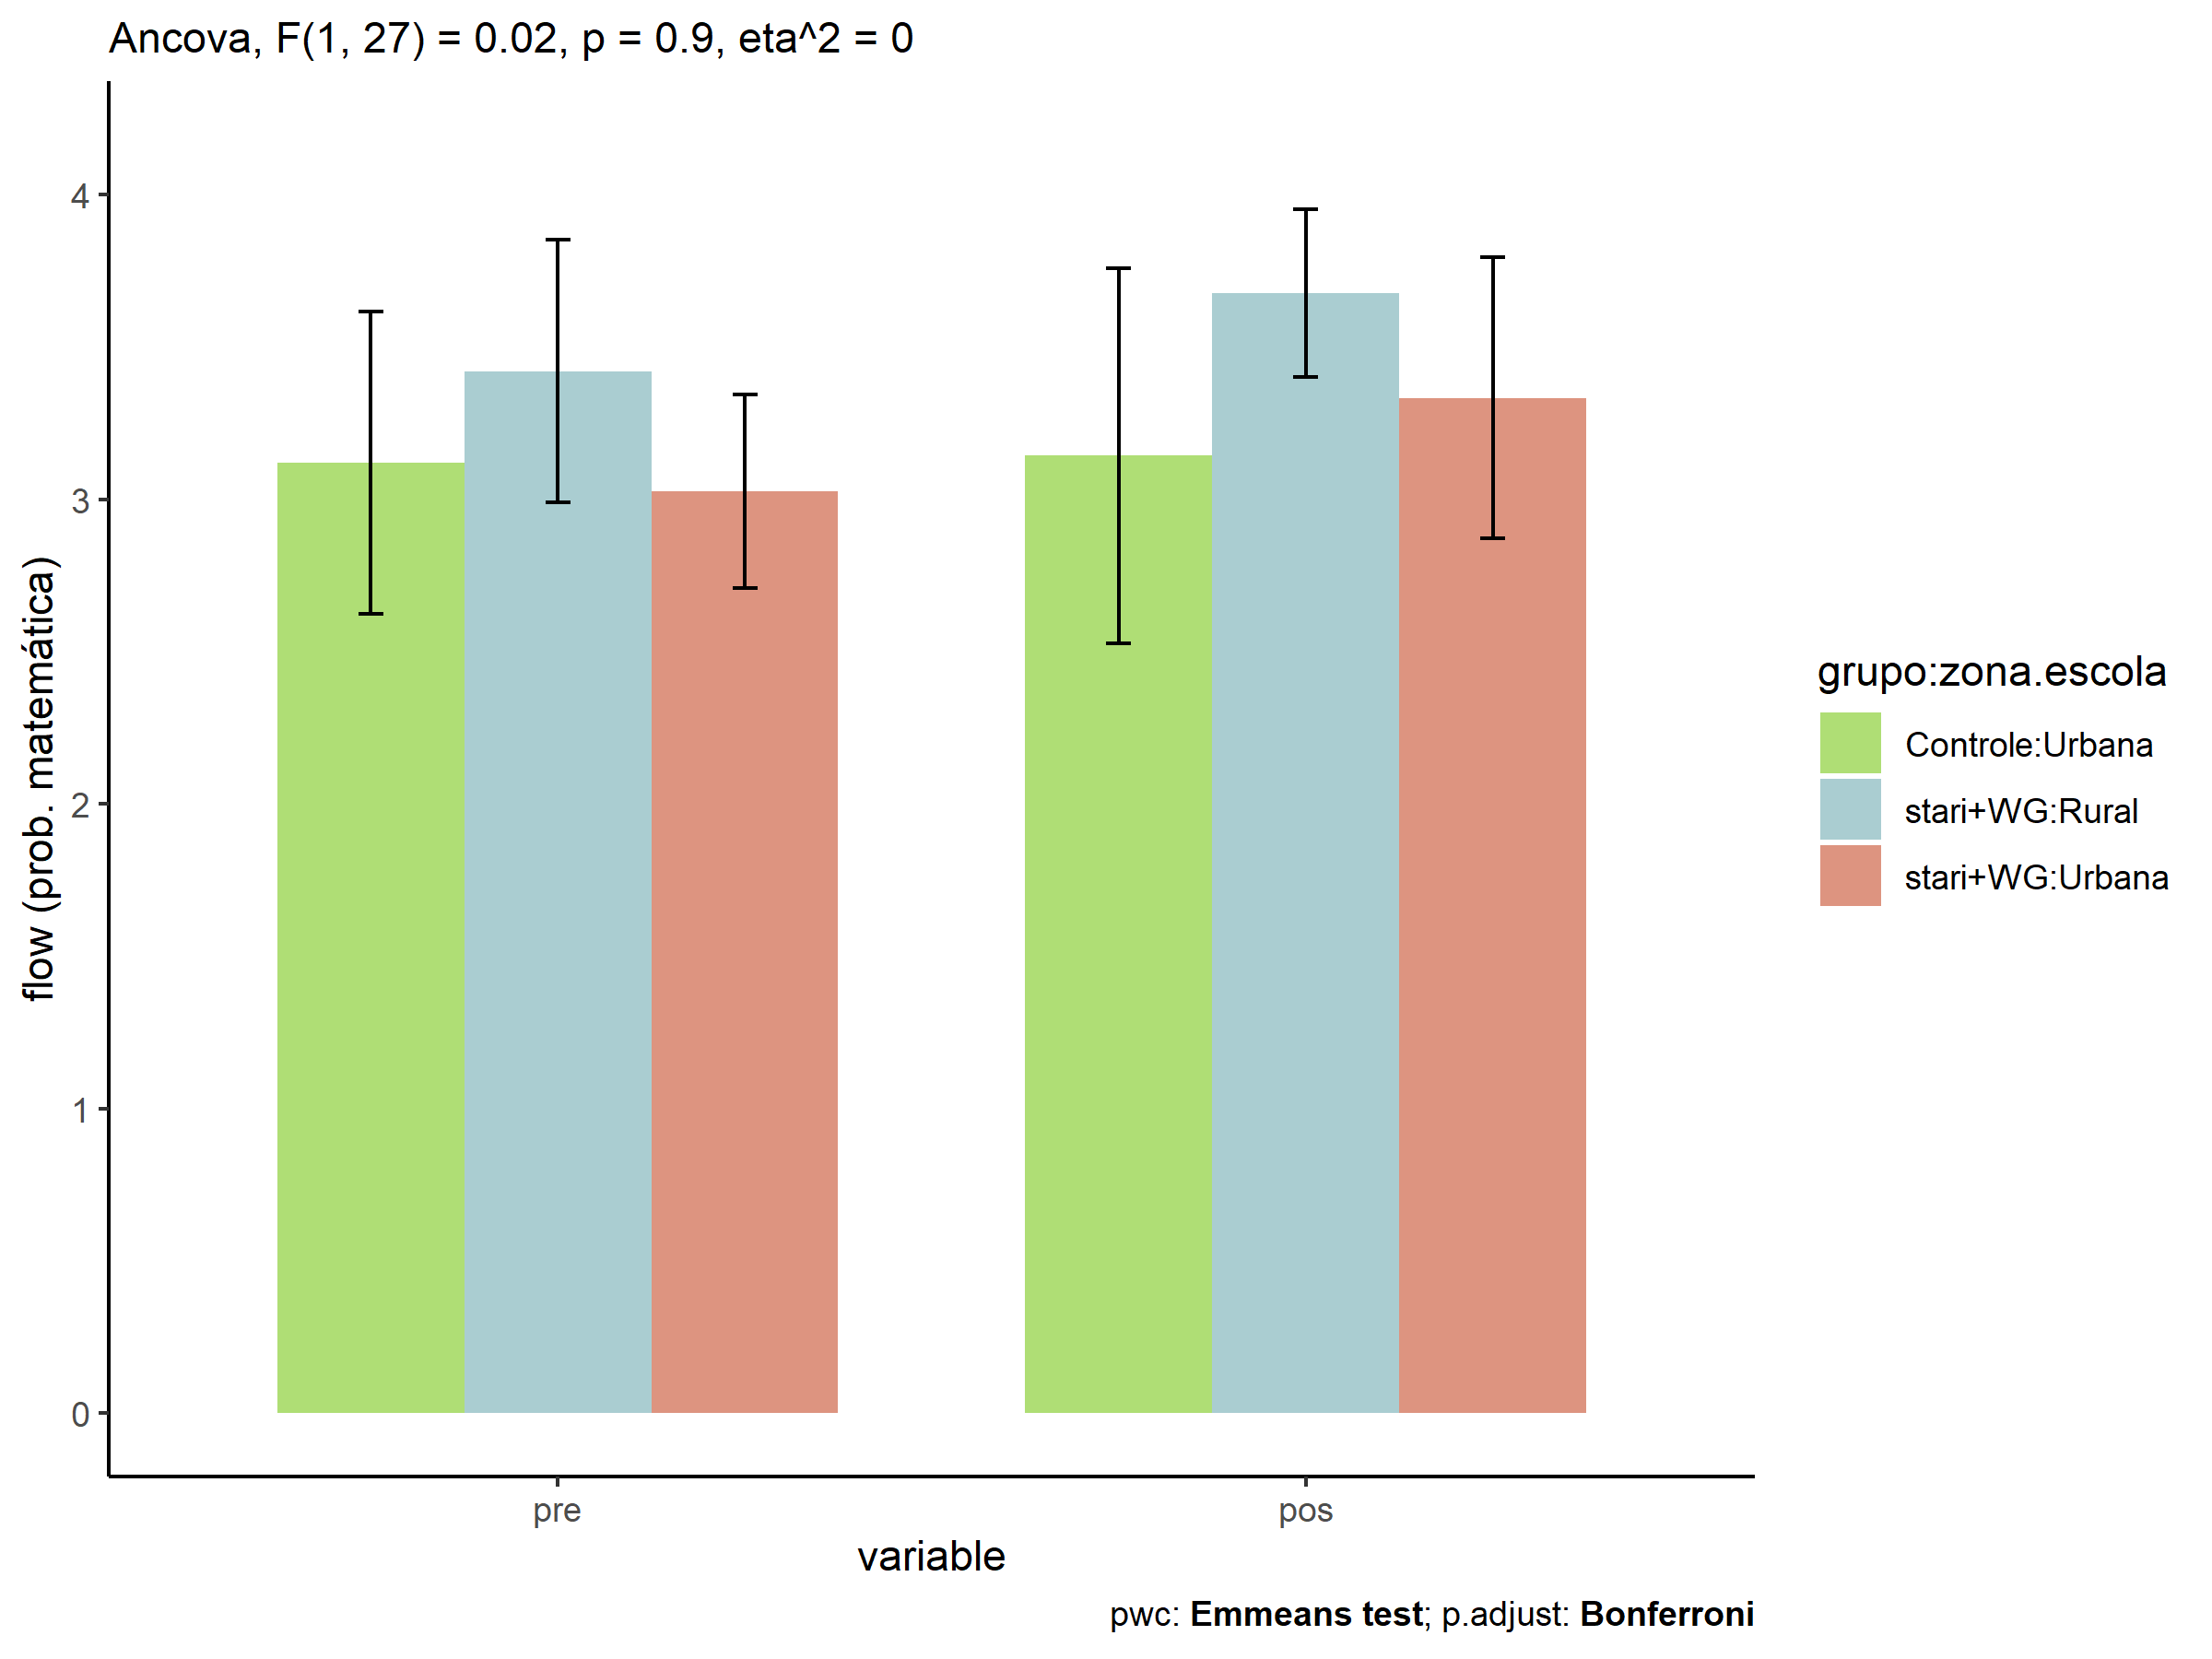 Ancova, F(1, 27) = 0.02, p = 0.9, eta^2 = 0
flow (prob. matemática)
4
3
2
1
0
pre
pos
variable
grupo:zona.escola
Controle:Urbana
stari+WG:Rural
stari+WG:Urbana
pwc: Emmeans test; p.adjust: Bonferroni